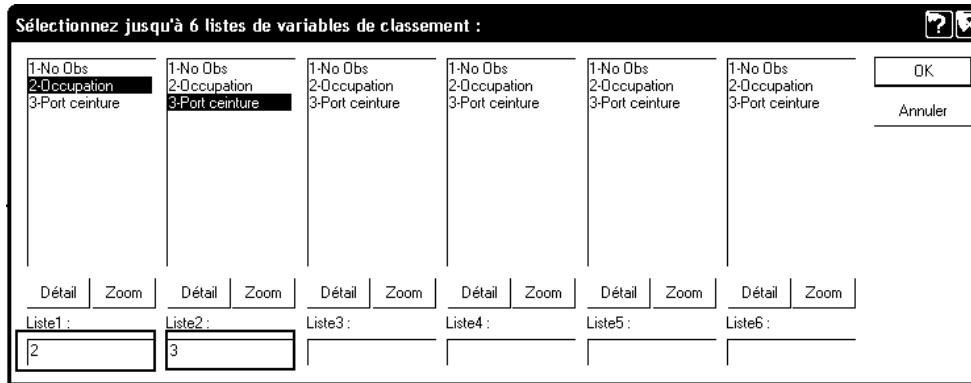 Sélectionnez jusqu'à 6 listes de variables de classement :
?
1-No Obs 1-No Obs 1-No Obs 1-No Obs 1-No Obs 1-No Obs
2-Occupation 2-Occupation 2-Occupation 2-Occupation 2-Occupation 2-Occupation
3-Port ceinture 3-Port ceinture 3-Port ceinture 3-Port ceinture 3-Port ceinture 3-Port ceinture
OK
Annuler
Détail Zoom Détail Zoom Détail Zoom Détail Zoom Détail Zoom Détail Zoom
Liste1 : Liste2 : Liste3 : Liste4 : Liste5 : Liste6 :
2 3